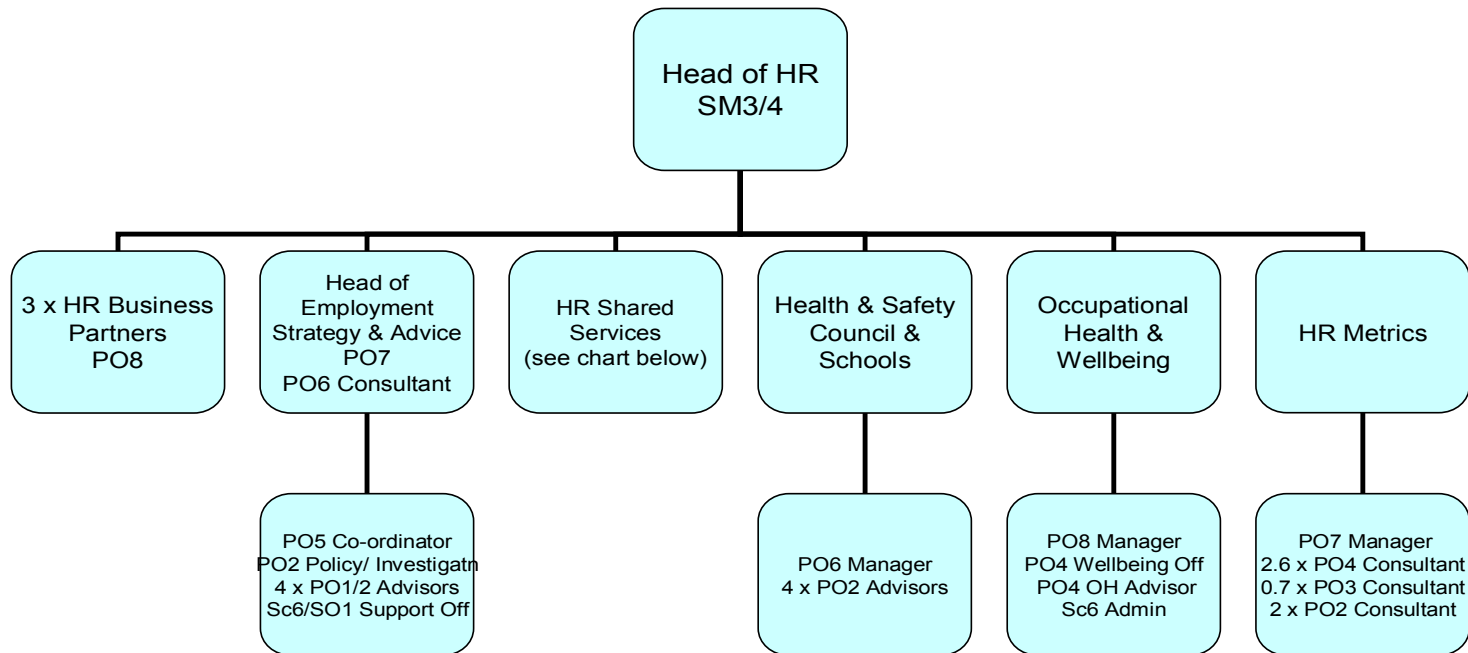 Head of HR
SM3/4
3 x HR Business
Partners
PO8
Head of
Employment
Strategy & Advice
PO7
PO6 Consultant
HR Shared
Services
(see chart below)
Health & Safety
Council &
Schools
Occupational
Health &
Wellbeing
HR Metrics
PO5 Co-ordinator
PO2 Policy/ Investigatn
4 x PO1/2 Advisors
Sc6/SO1 Support Off
PO6 Manager
4 x PO2 Advisors
PO8 Manager
PO4 Wellbeing Off
PO4 OH Advisor
Sc6 Admin
PO7 Manager
2.6 x PO4 Consultant
0.7 x PO3 Consultant
2 x PO2 Consultant